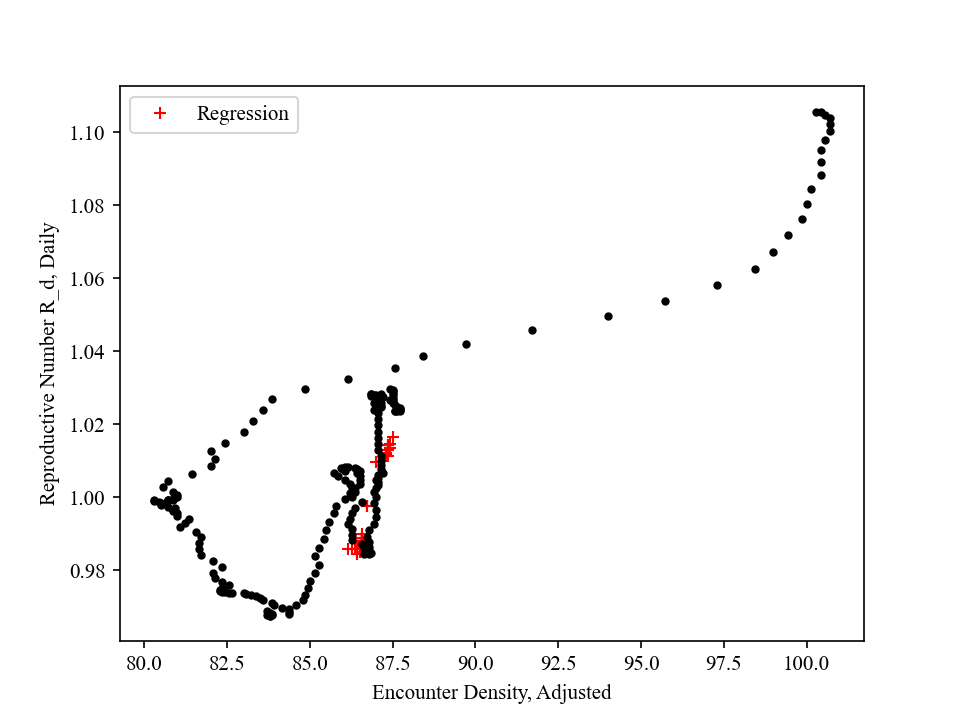 Regression
1.10
1.08
1.06
1.04
1.02
1.00
0.98
Reproductive Number R_d, Daily
80.0 82.5 85.0 87.5 90.0 92.5 95.0 97.5 100.0
Encounter Density, Adjusted